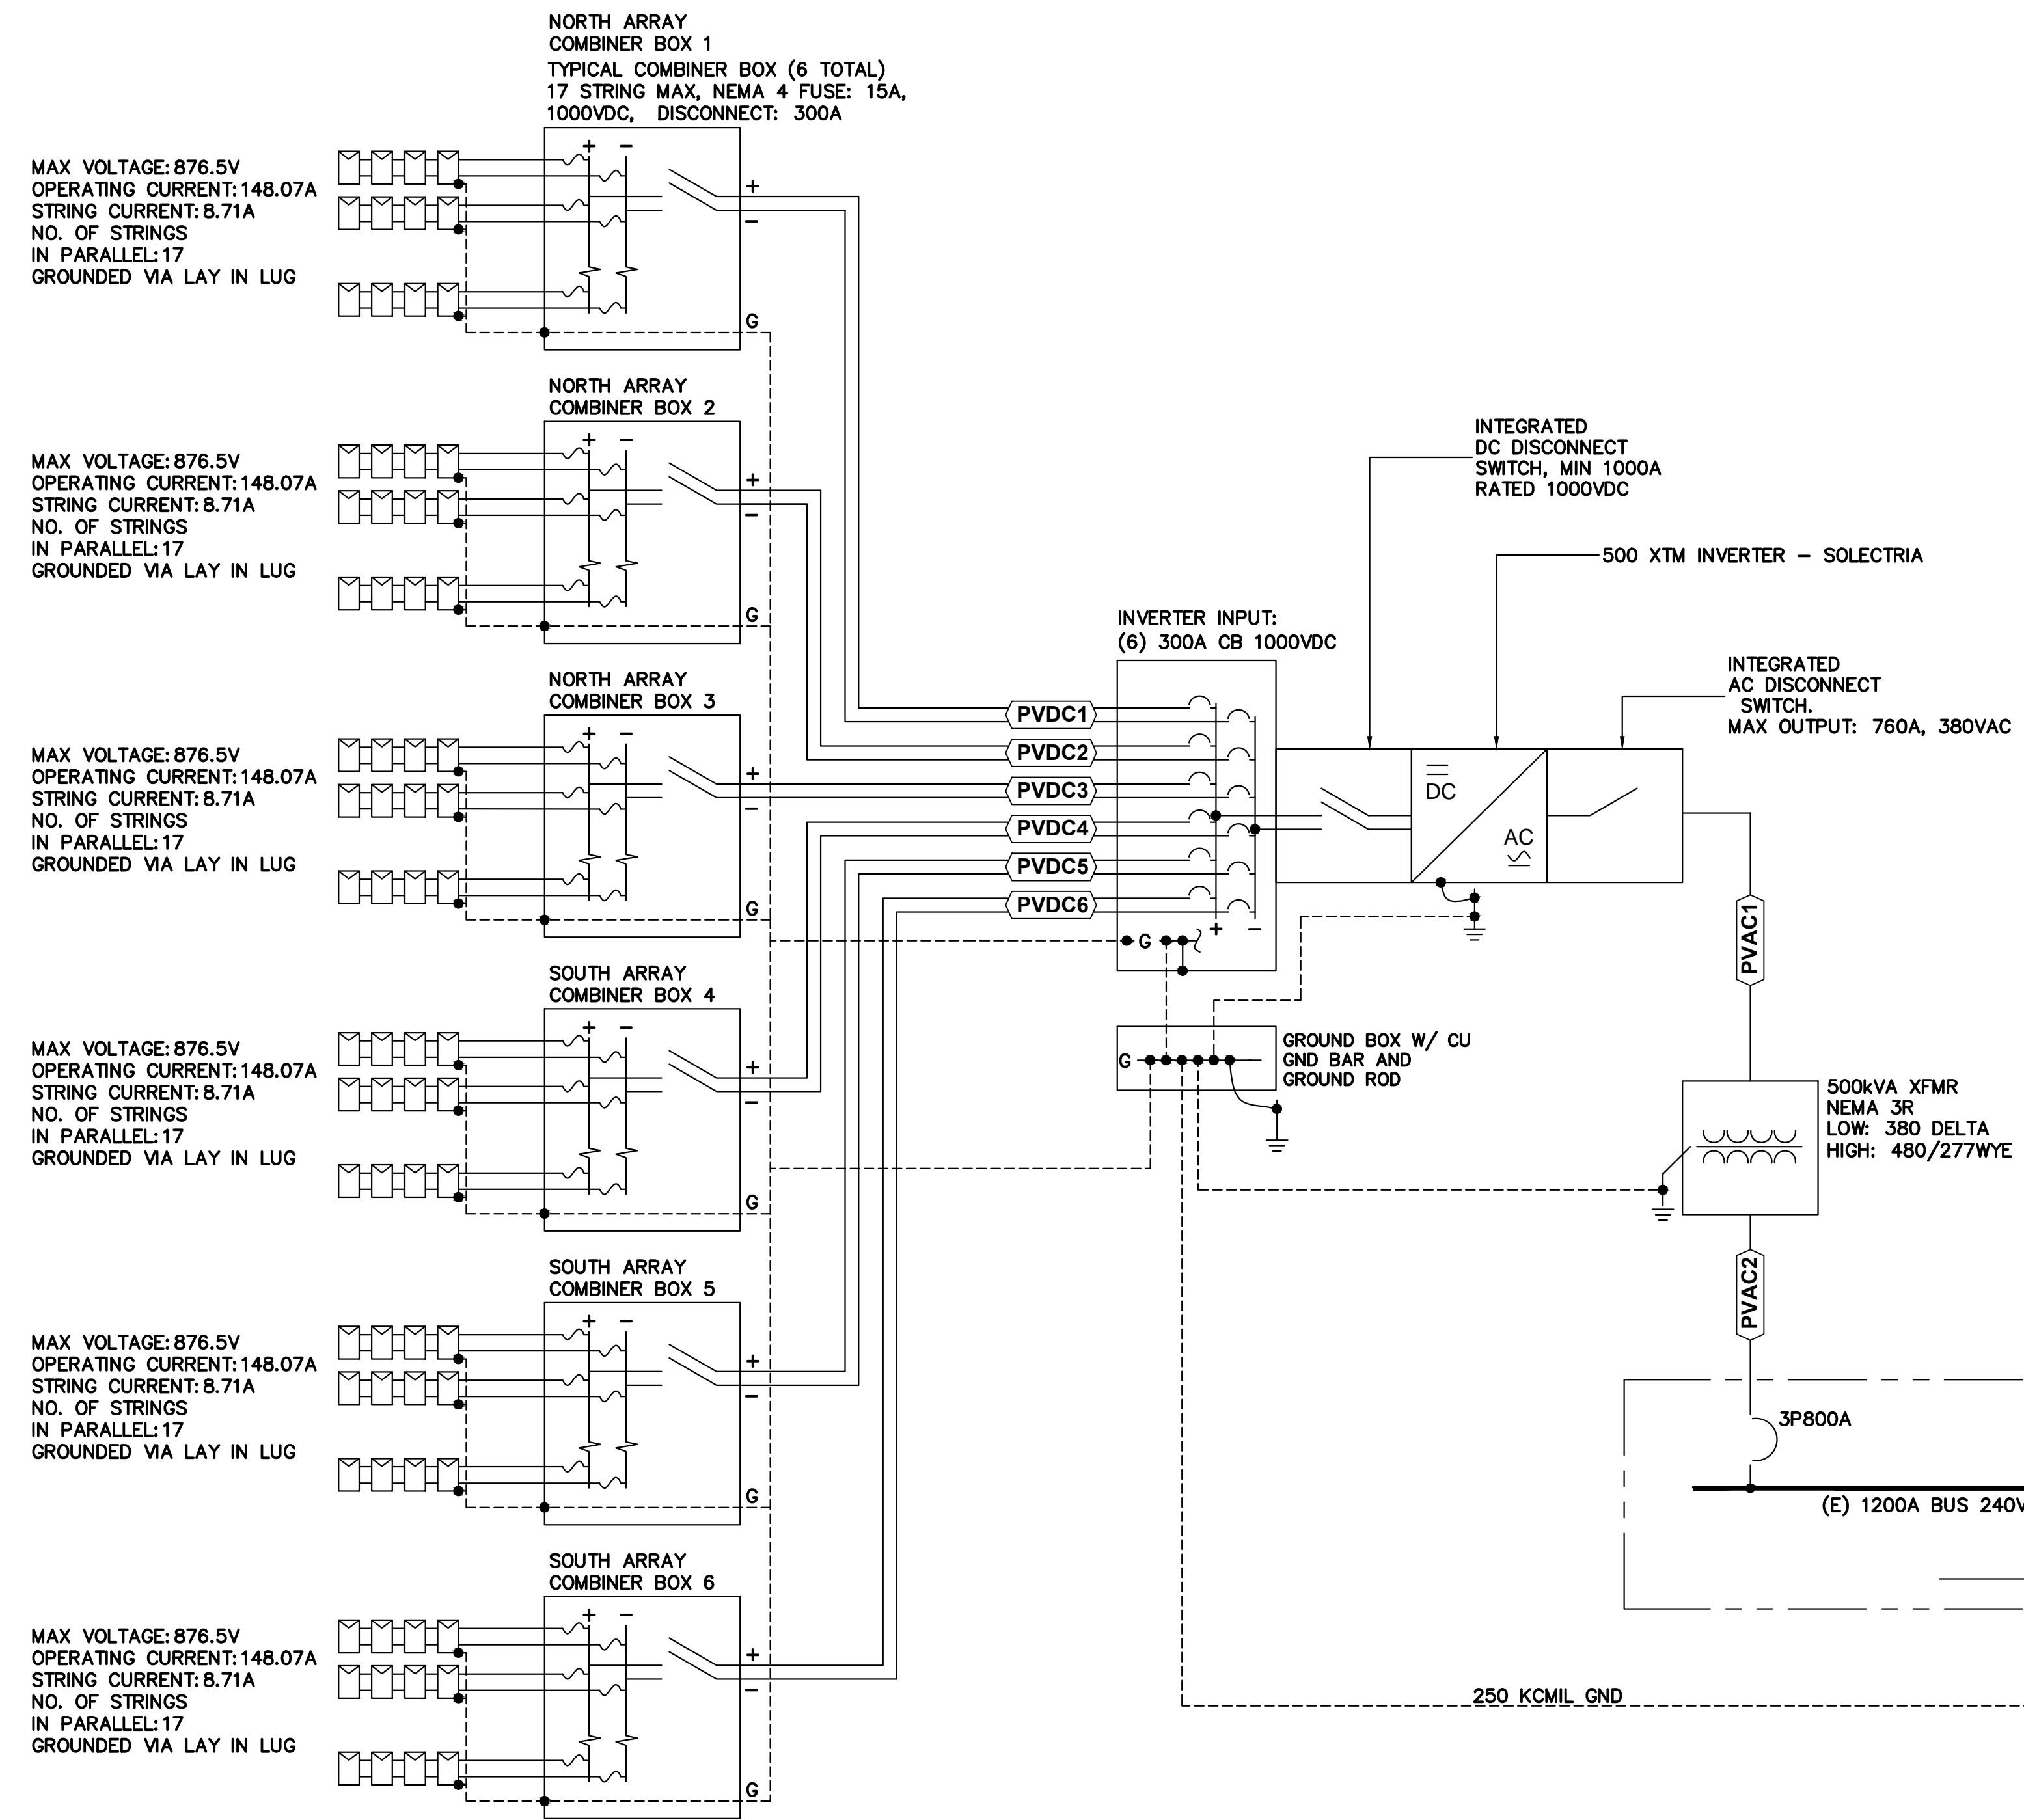 NORTH ARRAY
COMBINER BOX 1
TYPICAL COMBINER BOX (6 TOTAL)
17 STRING MAX, NEMA 4 FUSE: 15A,
1000VDC, DISCONNECT: 300A
MAX VOLTAGE: 876.5V
OPERATING CURRENT: 148.07A
STRING CURRENT: 8.71A
NO. OF STRINGS
IN PARALLEL: 17
GROUNDED VIA LAY IN LUG
+ −
+
−
G
NORTH ARRAY
COMBINER BOX 2
MAX VOLTAGE: 876.5V
OPERATING CURRENT: 148.07A
STRING CURRENT: 8.71A
NO. OF STRINGS
IN PARALLEL: 17
GROUNDED VIA LAY IN LUG
+ −
+
−
G
NORTH ARRAY
COMBINER BOX 3
MAX VOLTAGE: 876.5V
OPERATING CURRENT: 148.07A
STRING CURRENT: 8.71A
NO. OF STRINGS
IN PARALLEL: 17
GROUNDED VIA LAY IN LUG
+ −
+
−
G
SOUTH ARRAY
COMBINER BOX 4
MAX VOLTAGE: 876.5V
OPERATING CURRENT: 148.07A
STRING CURRENT: 8.71A
NO. OF STRINGS
IN PARALLEL: 17
GROUNDED VIA LAY IN LUG
+ −
+
−
G
SOUTH ARRAY
COMBINER BOX 5
MAX VOLTAGE: 876.5V
OPERATING CURRENT: 148.07A
STRING CURRENT: 8.71A
NO. OF STRINGS
IN PARALLEL: 17
GROUNDED VIA LAY IN LUG
+ −
+
−
G
SOUTH ARRAY
COMBINER BOX 6
MAX VOLTAGE: 876.5V
OPERATING CURRENT: 148.07A
STRING CURRENT: 8.71A
NO. OF STRINGS
IN PARALLEL: 17
GROUNDED VIA LAY IN LUG
+ −
+
−
G
INVERTER INPUT:
(6) 300A CB 1000VDC
PVDC1
PVDC2
PVDC3
PVDC4
PVDC5
PVDC6
+ −
G
INTEGRATED
DC DISCONNECT
SWITCH, MIN 1000A
RATED 1000VDC
500 XTM INVERTER − SOLECTRIA
INTEGRATED
AC DISCONNECT
SWITCH.
MAX OUTPUT: 760A, 380VAC
DC
AC
G
GROUND BOX W/ CU
GND BAR AND
GROUND ROD
PVAC1
500kVA XFMR
NEMA 3R
LOW: 380 DELTA
HIGH: 480/277WYE
PVAC2
3P800A
(E) 1200A BUS 240V
250 KCMIL GND